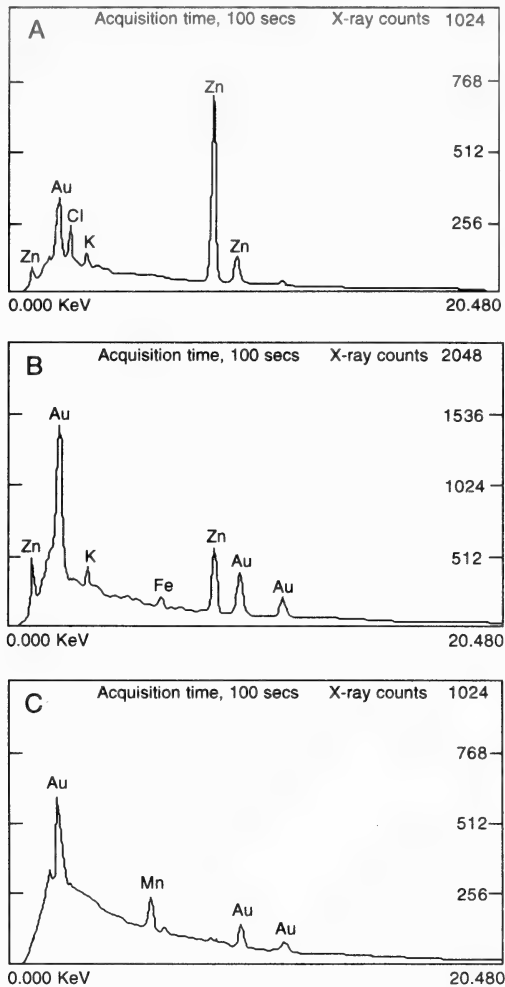 A Acquisition time, 100 secs X-ray counts 1024
768
Zn
512
Au
256
Cl
K
Zn
Zn
0.000 KeV 20.480
B Acquisition time, 100 secs X-ray counts 2048
Au
1536
1024
Zn
512
Zn
K
Au
Fe
Au
0.000 KeV 20.480
C Acquisition time, 100 secs X-ray counts 1024
768
Au
512
Mn
256
Au
Au
0.000 KeV 20.480